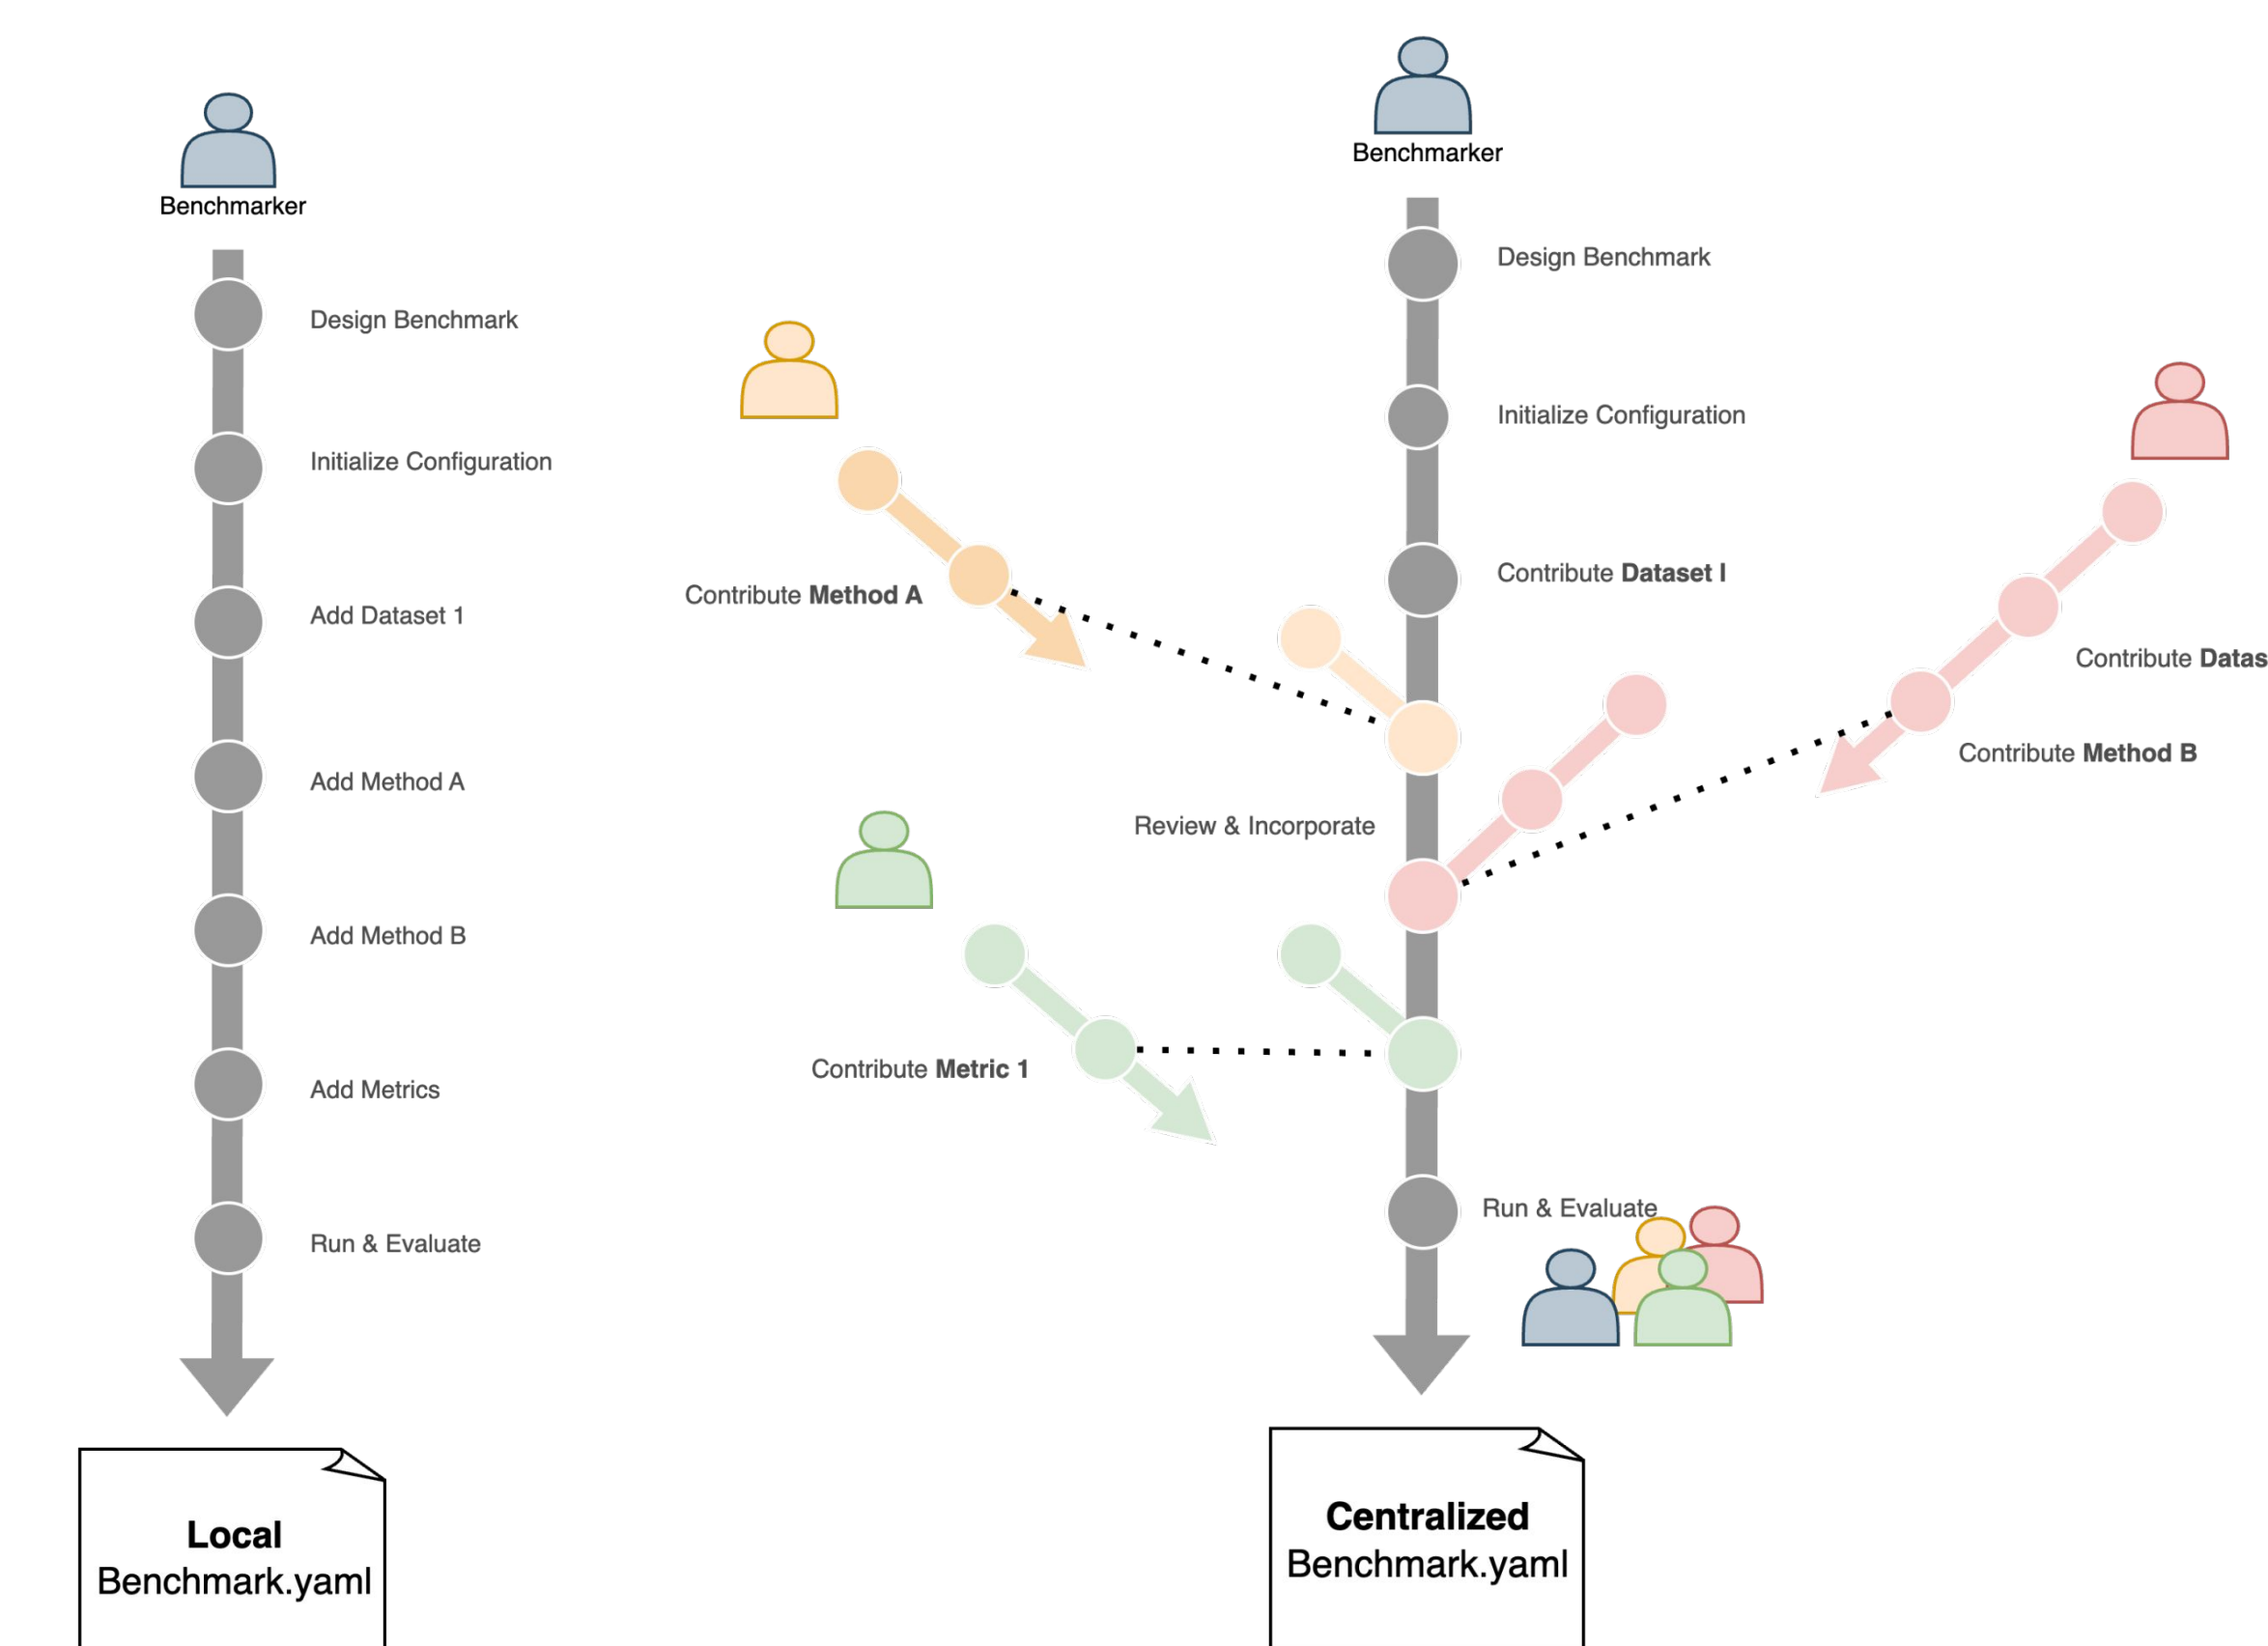 Benchmarker
Design Benchmark
Initialize Configuration
Add Dataset 1
Add Method A
Add Method B
Add Metrics
Run & Evaluate
Local
Benchmark.yaml
Benchmarker
Design Benchmark
Initialize Configuration
Contribute Dataset I
Contribute Method A
Contribute
Contribute Method B
Review & Incorporate
Contribute Metric 1
Run & Evaluate
Centralized
Benchmark.yaml